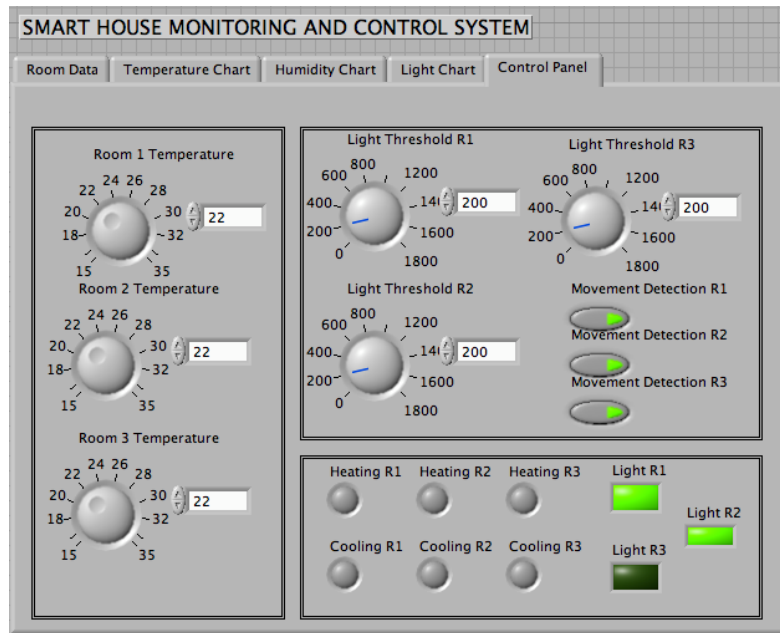 SMART HOUSE MONITORING AND CONTROL SYSTEM
Room Data Temperature Chart Humidity Chart Light Chart Control Panel
Room 1 Temperature
15 18 20 22 24 26 28 30 32 35
22
Room 2 Temperature
15 18 20 22 24 26 28 30 32 35
22
Room 3 Temperature
15 18 20 22 24 26 28 30 32 35
22
Light Threshold R1
0 200 400 600 800 1200 14 1600 1800
200
Light Threshold R3
0 200 400 600 800 1200 14 1600 1800
200
Light Threshold R2
0 200 400 600 800 1200 14 1600 1800
200
Movement Detection R1
Movement Detection R2
Movement Detection R3
Heating R1 Heating R2 Heating R3 Light R1
Light R2
Cooling R1 Cooling R2 Cooling R3 Light R3